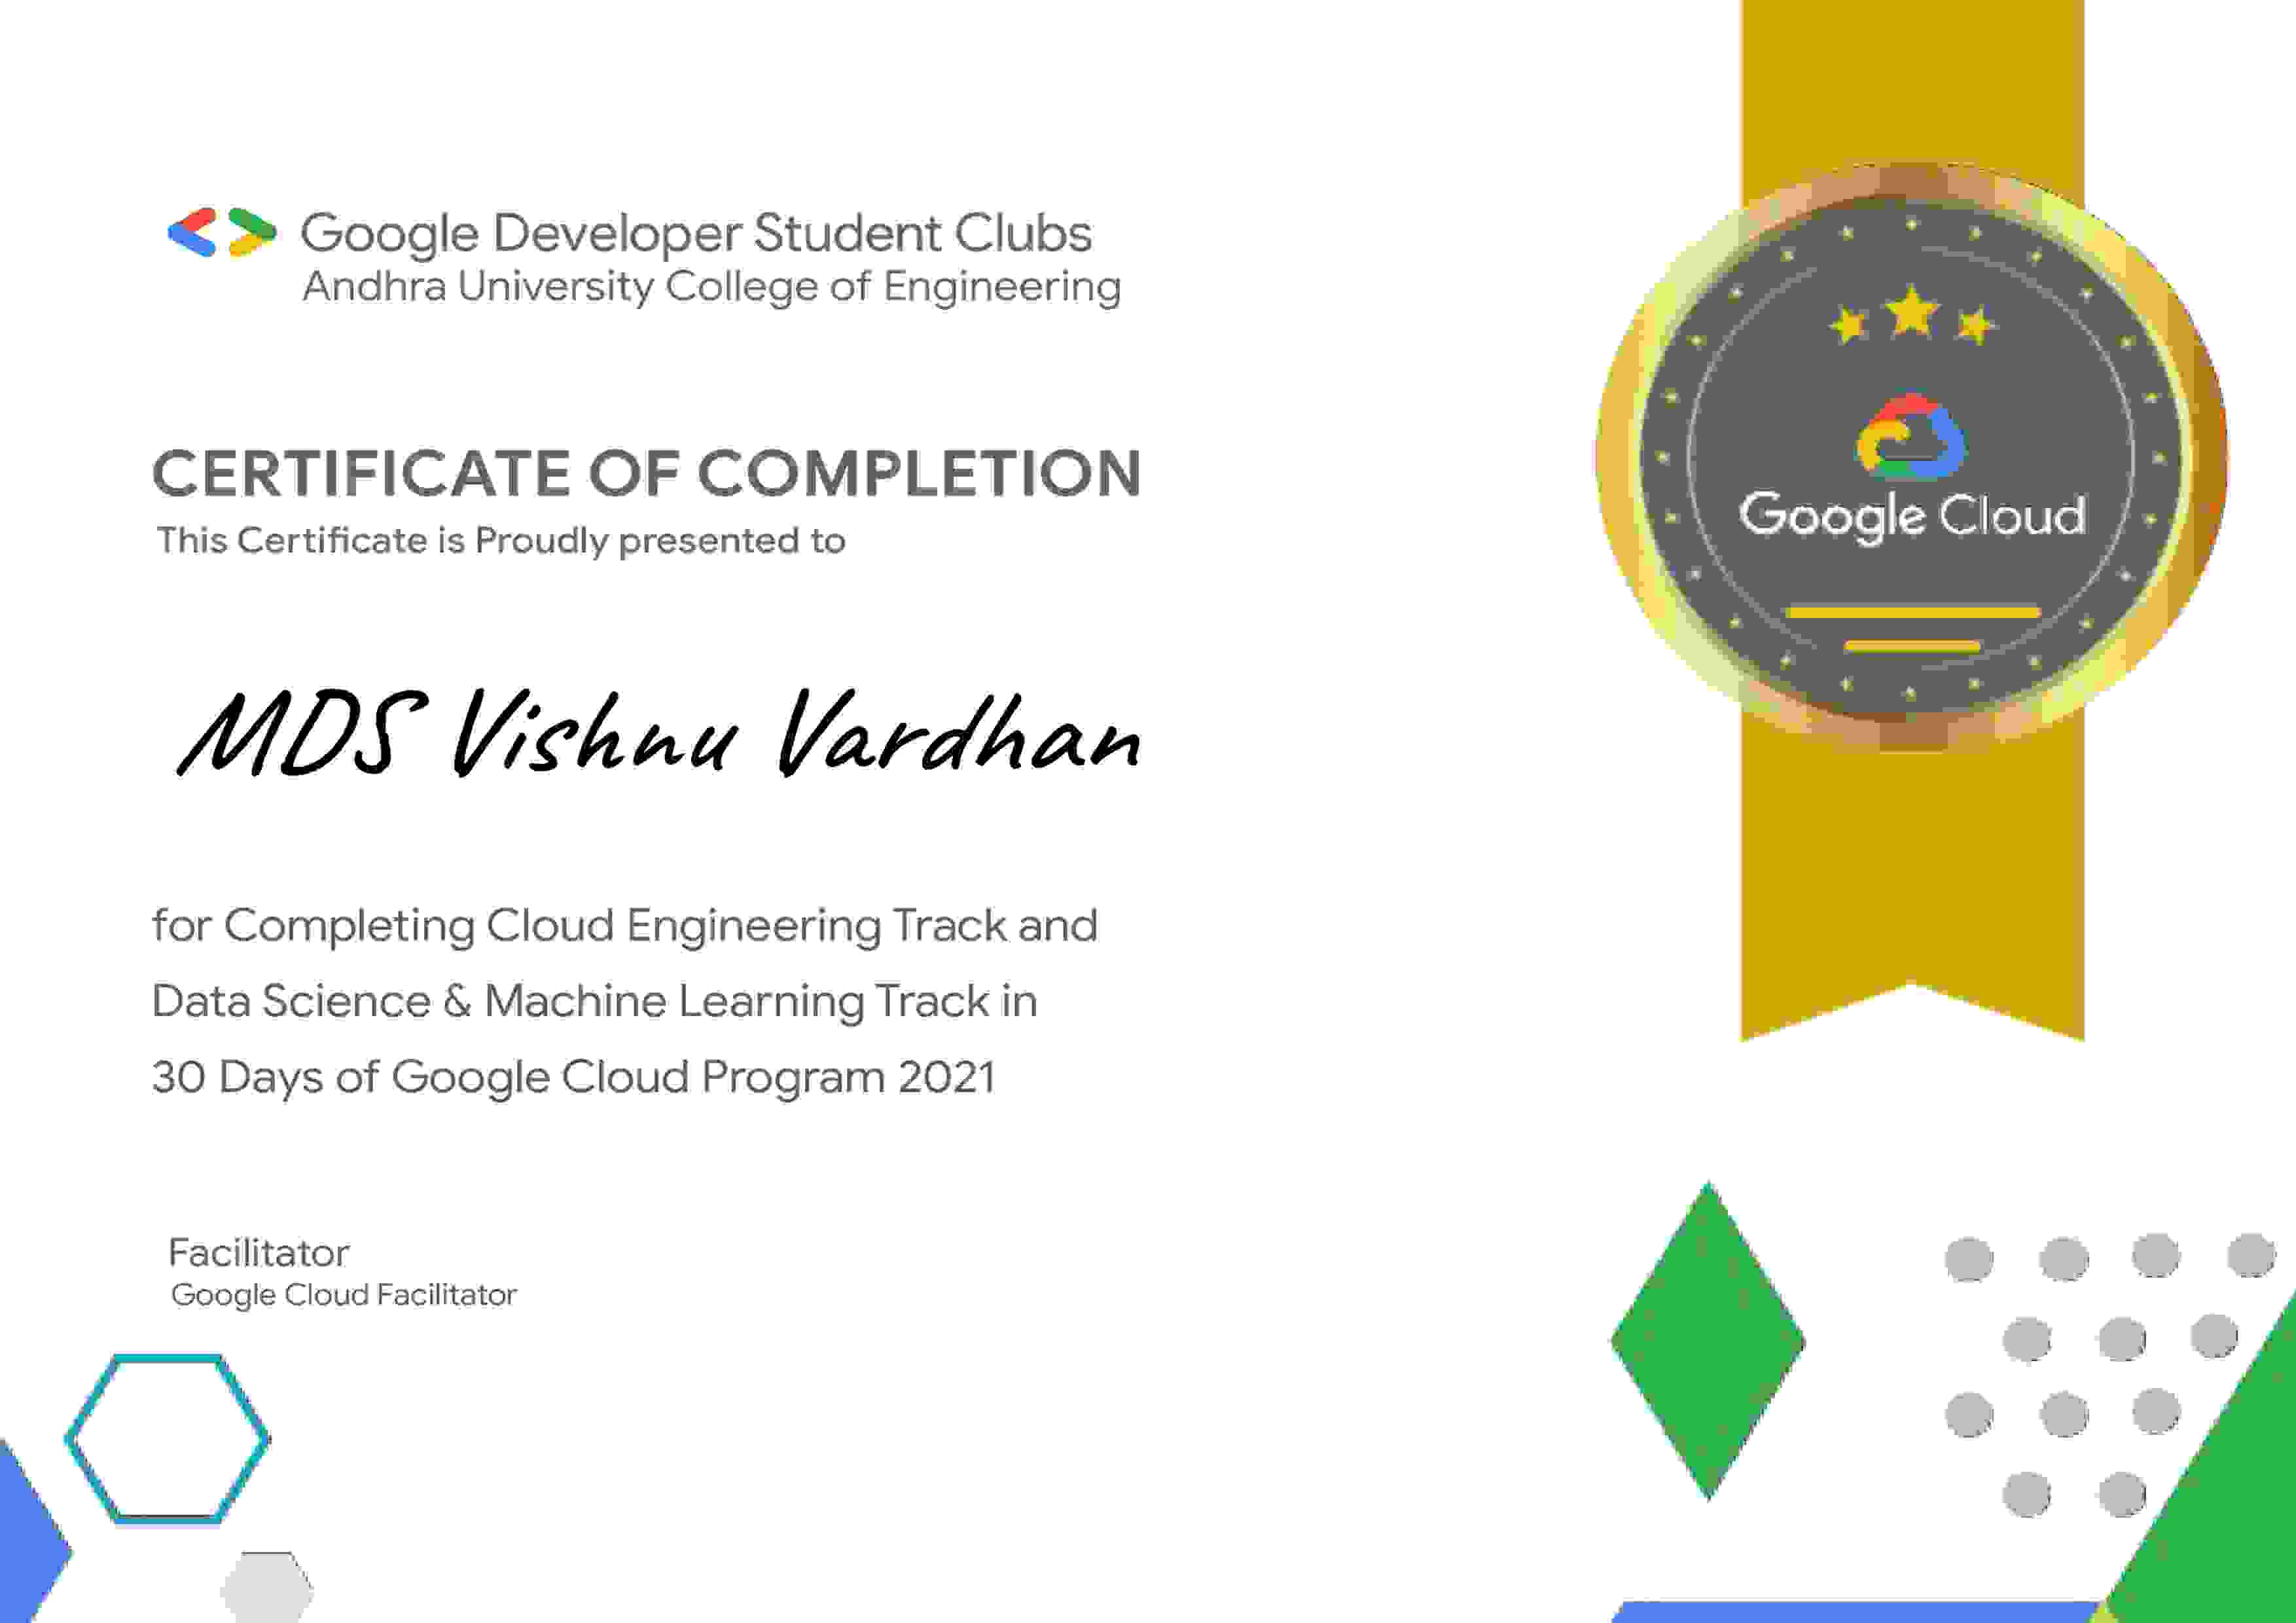 Google Developer Student Clubs
Andhra University College of Engineering
CERTIFICATE OF COMPLETION
This Certificate is Proudly presented to
MDS Vishnu Vardhan
for Completing Cloud Engineering Track and
Data Science & Machine Learning Track in
30 Days of Google Cloud Program 2021
Facilitator
Google Cloud Facilitator
Google Cloud